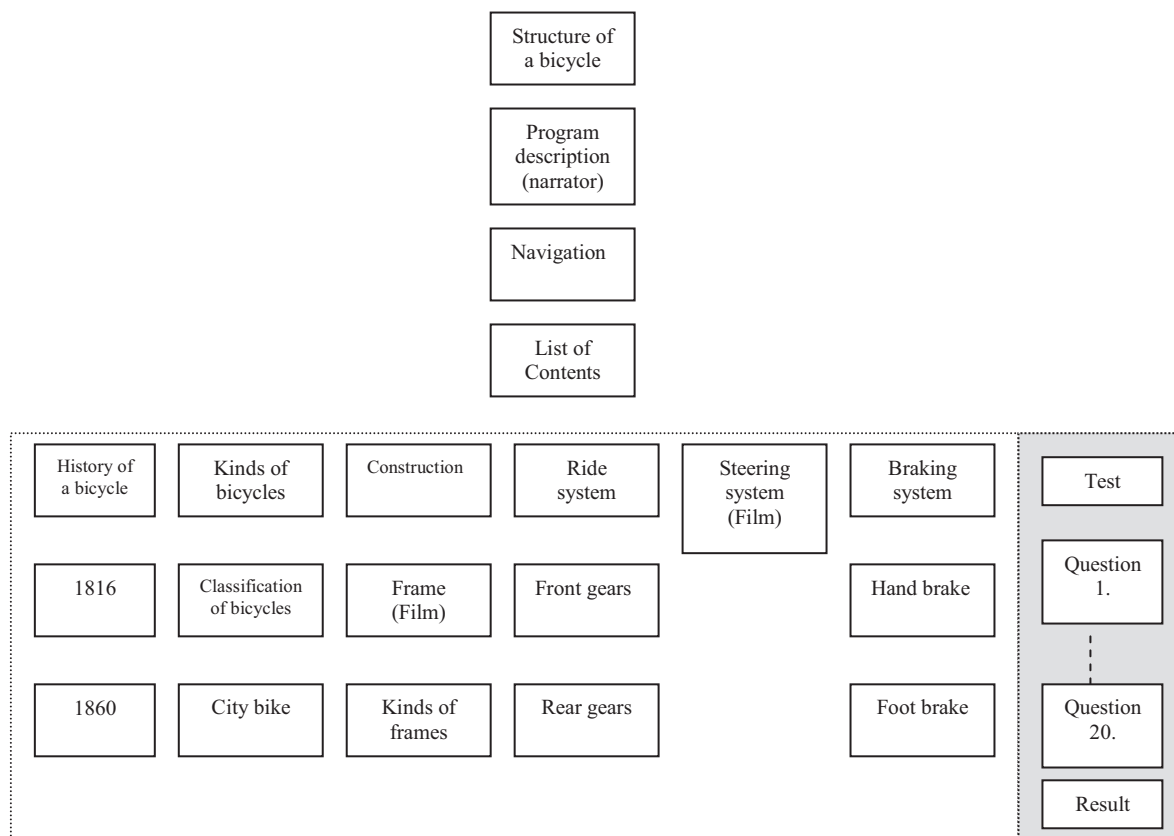 Structure of
a bicycle
Program
description
(narrator)
Navigation
List of
Contents
History of
a bicycle
Kinds of
bicycles
Construction
Ride
system
Steering
system
(Film)
Braking
system
Test
1816
Classification
of bicycles
Frame
(Film)
Front gears
Hand brake
Question
1.
1860
City bike
Kinds of
frames
Rear gears
Foot brake
Question
20.
Result